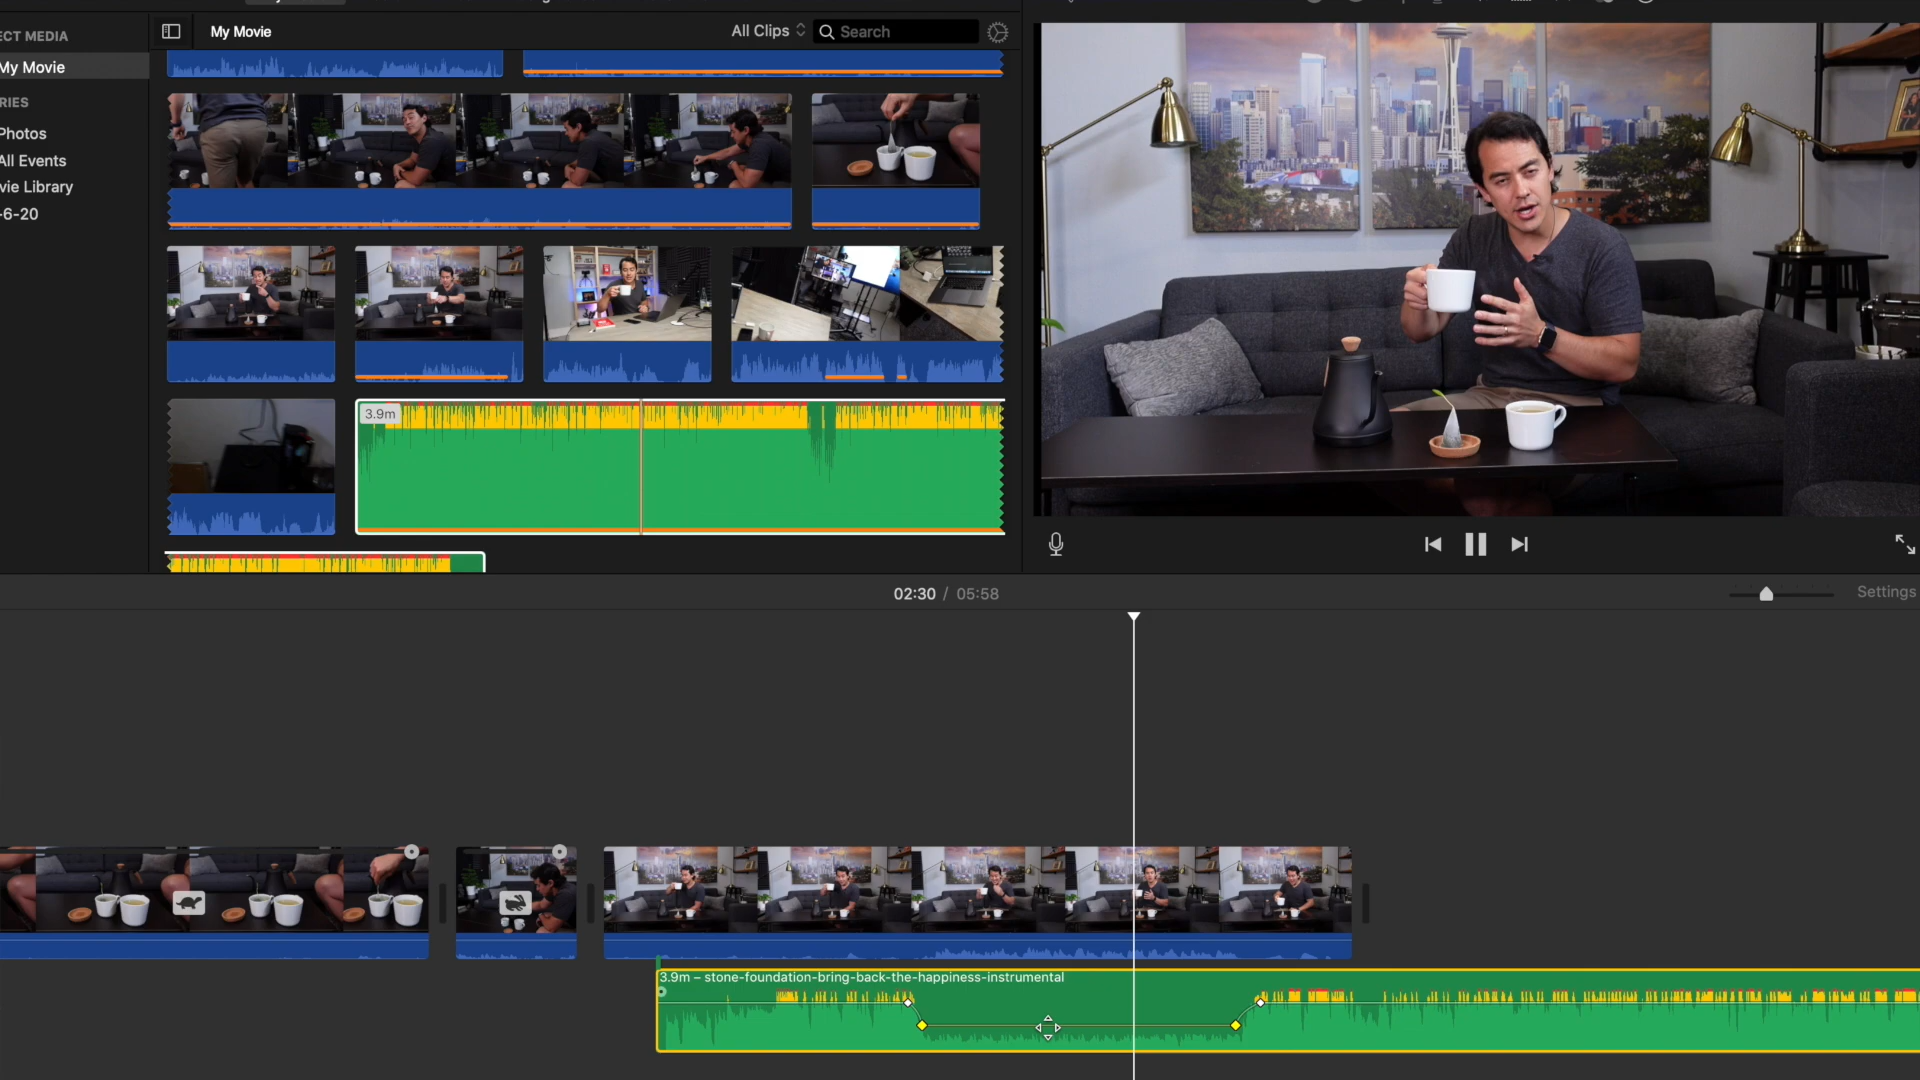 ECT MEDIA
My Movie
All Clips
Search
My Movie
RIES
Photos
All Events
vie Library
-6-20
3.9m
02:30 / 05:58
Settings
3.9m – stone-foundation-bring-back-the-happiness-instrumental